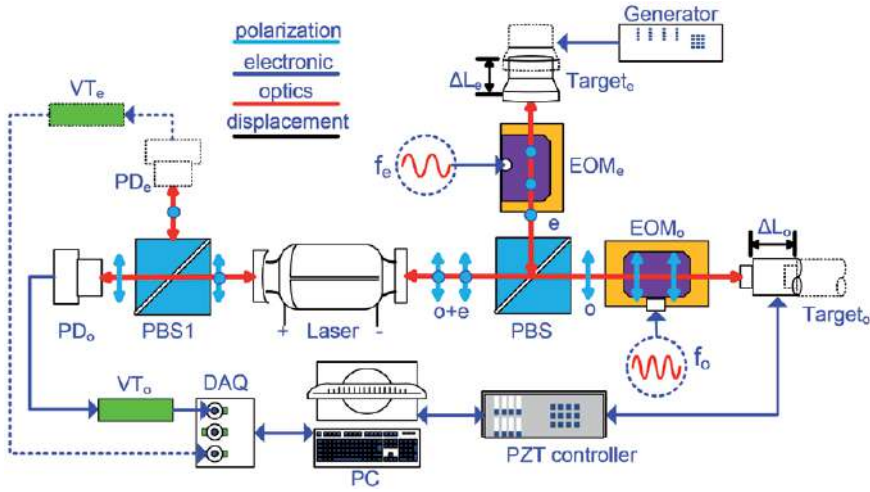 polarization
electronic
optics
displacement
Generator
VTe
ΔLe
Targete
PDe
fe
EOMe
e
EOMo
ΔLo
PDo
PBS1
+ Laser -
o+e
PBS
o
Targeto
fo
VTo
DAQ
PC
PZT controller